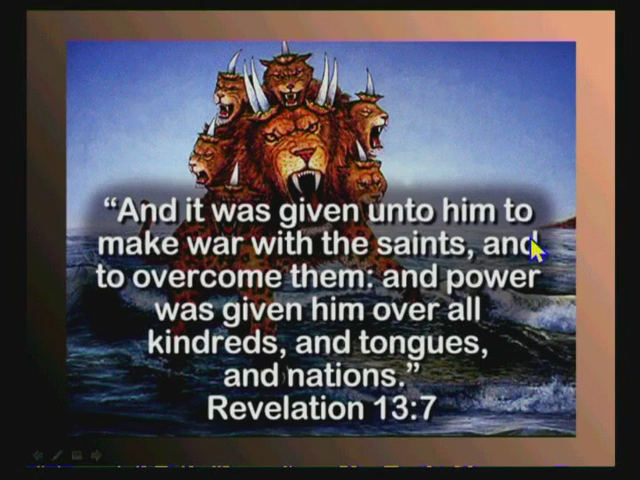 “And it was given unto him to
make war with the saints, and
to overcome them: and power
was given him over all
kindreds, and tongues,
and nations.”
Revelation 13:7